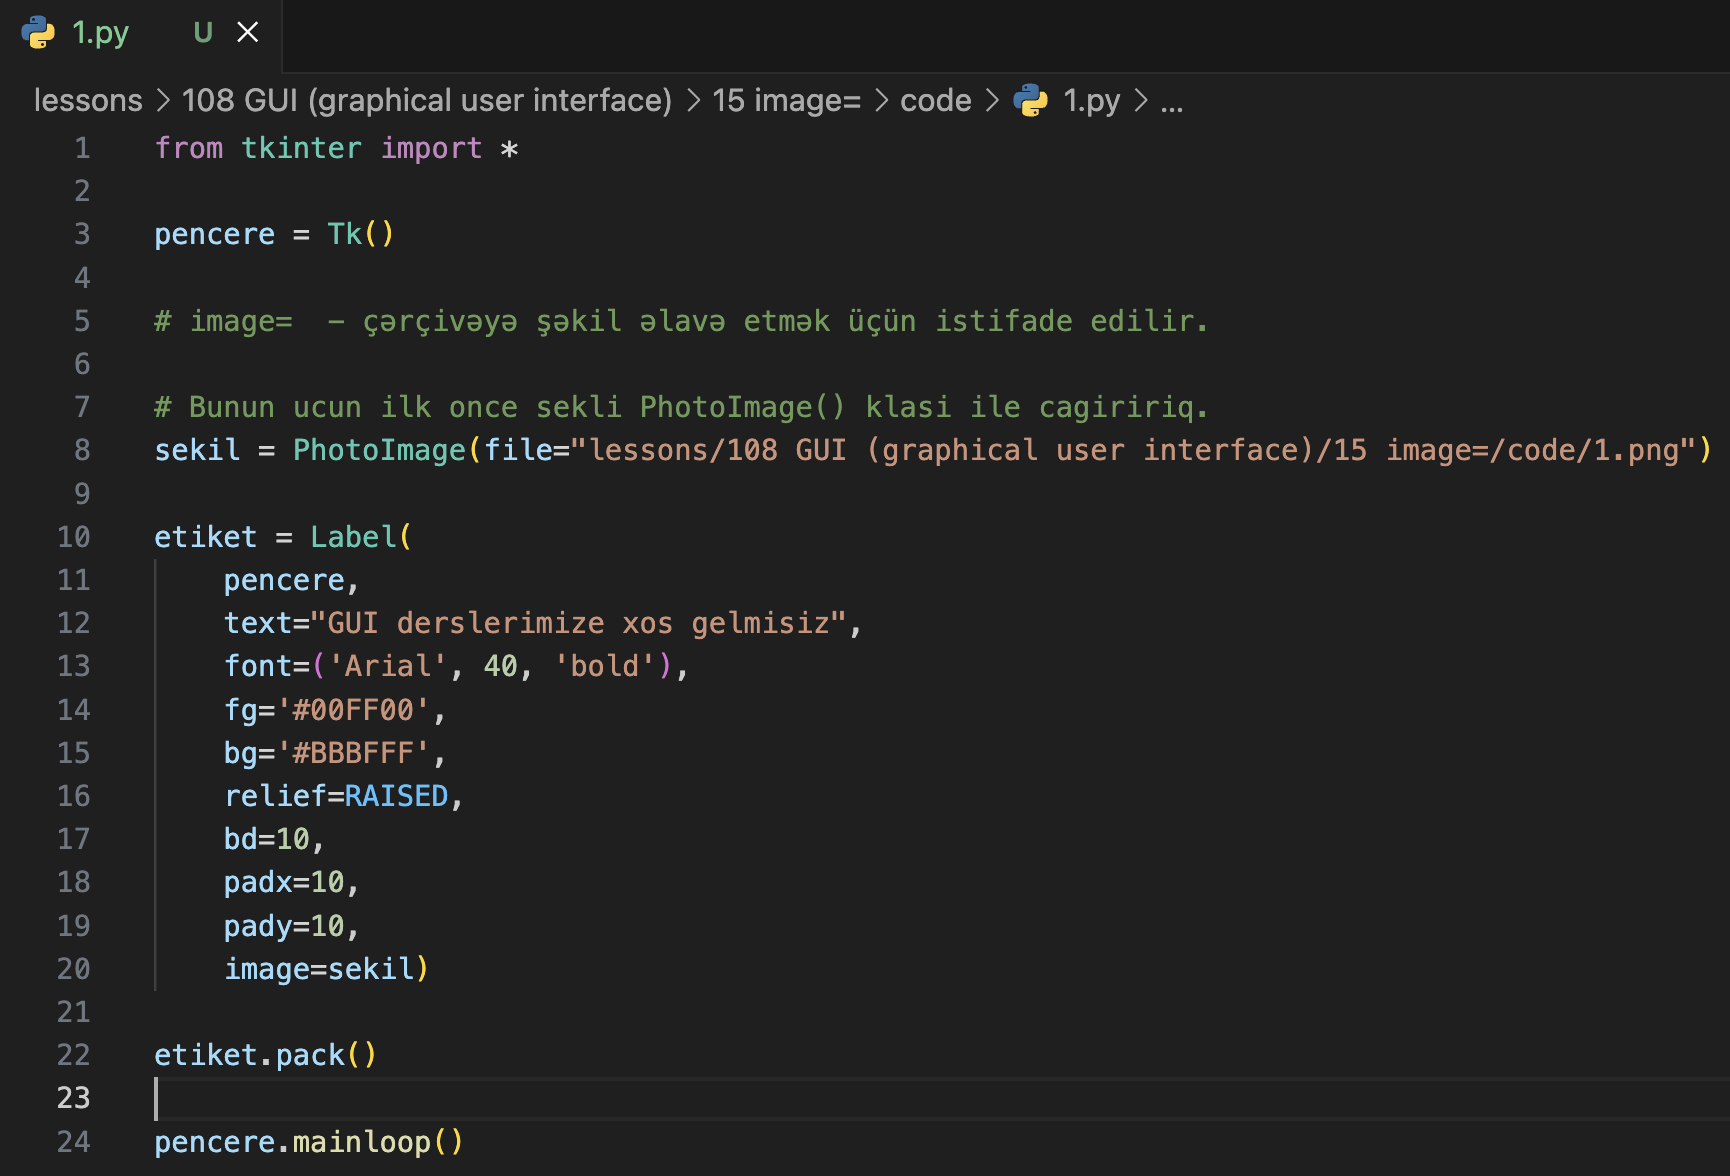 1.py U
lessons > 108 GUI (graphical user interface) > 15 image= > code > 1.py > ...
1 from tkinter import *
2
3 pencere = Tk()
4
5 # image=  – çərçivəyə şəkil əlavə etmək üçün istifade edilir.
6
7 # Bunun ucun ilk once sekli PhotoImage() klasi ile cagiririq.
8 sekil = PhotoImage(file="lessons/108 GUI (graphical user interface)/15 image=/code/1.png")
9
10 etiket = Label(
11     pencere,
12     text="GUI derslerimize xos gelmisiz",
13     font=('Arial', 40, 'bold'),
14     fg='#00FF00',
15     bg='#BBBFFF',
16     relief=RAISED,
17     bd=10,
18     padx=10,
19     pady=10,
20     image=sekil)
21
22 etiket.pack()
23
24 pencere.mainloop()